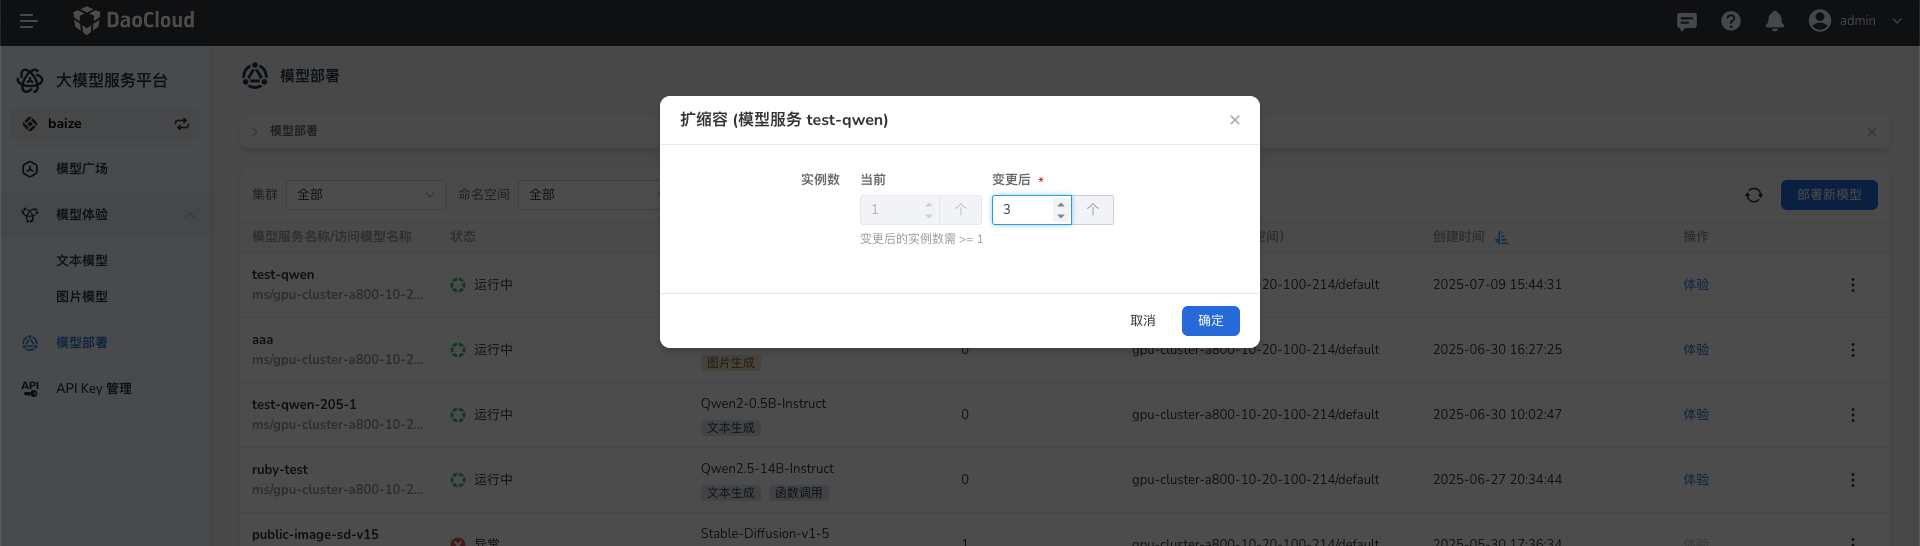 DaoCloud
admin
大模型服务平台
baize
模型广场
模型体验
文本模型
图片模型
模型部署
API API Key 管理
模型部署
模型部署
集群 全部 命名空间 全部
部署新模型
模型服务名称/访问模型名称 状态 空间) 创建时间 操作
test-qwen
ms/gpu-cluster-a800-10-2...
运行中 20-100-214/default 2025-07-09 15:44:31 体验
aaa
ms/gpu-cluster-a800-10-2...
运行中 图片生成 0 gpu-cluster-a800-10-20-100-214/default 2025-06-30 16:27:25 体验
test-qwen-205-1
ms/gpu-cluster-a800-10-2...
运行中 Qwen2-0.5B-Instruct
文本生成
0 gpu-cluster-a800-10-20-100-214/default 2025-06-30 10:02:47 体验
ruby-test
ms/gpu-cluster-a800-10-2...
运行中 Qwen2.5-14B-Instruct
文本生成 函数调用
0 gpu-cluster-a800-10-20-100-214/default 2025-06-27 20:34:44 体验
public-image-sd-v15
异常 Stable-Diffusion-v1-5
1 gpu-cluster-a800-10-20-100-214/default 2025-05-30 17:36:34 体验
扩缩容 (模型服务 test-qwen)
实例数 当前 变更后 *
1 3
变更后的实例数需 >= 1
取消 确定